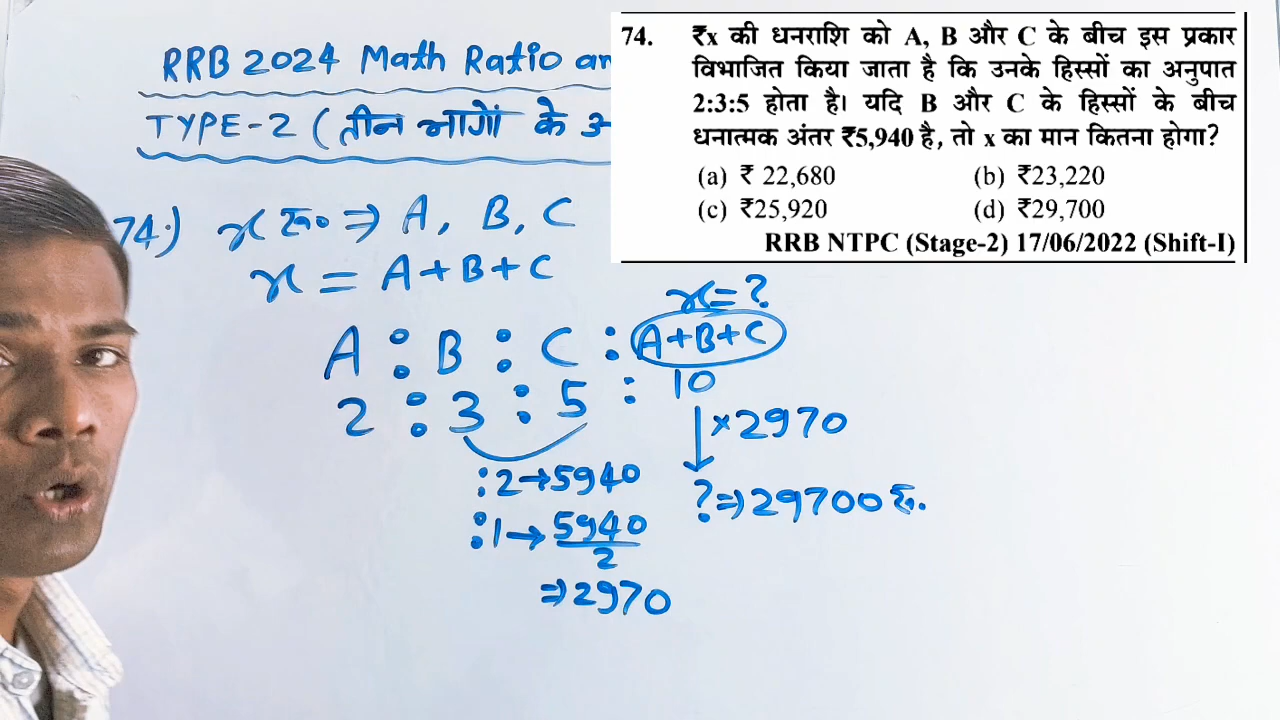 RRB 2024 Math Ratio an
TYPE-2 (तीन भागों के अ
74. ₹x की धनराशि को A, B और C के बीच इस प्रकार
विभाजित किया जाता है कि उनके हिस्सों का अनुपात
2:3:5 होता है। यदि B और C के हिस्सों के बीच
धनात्मक अंतर ₹5,940 है, तो x का मान कितना होगा?
(a) ₹ 22,680 (b) ₹23,220
(c) ₹25,920 (d) ₹29,700
RRB NTPC (Stage-2) 17/06/2022 (Shift-I)
74.) x रु० ⇒ A, B, C
x = A+B+C
x=?
A : B : C : A+B+C
2 : 3 : 5 : 10
×2970
:2→5940
?⇒29700 रु.
:1→5940/2
⇒2970